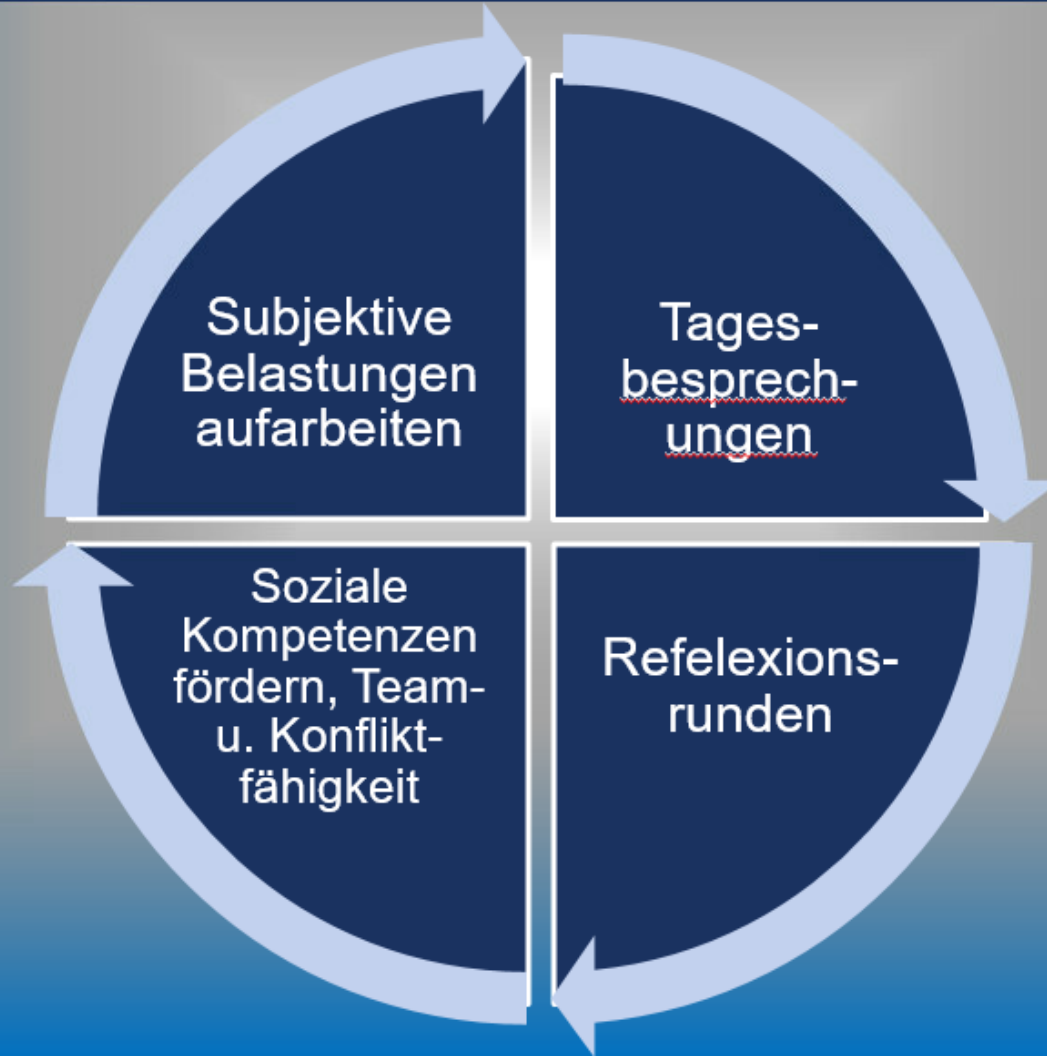 Subjektive
Belastungen
aufarbeiten
Tages-
besprech-
ungen
Soziale
Kompetenzen
fördern, Team-
u. Konflikt-
fähigkeit
Refelexions-
runden